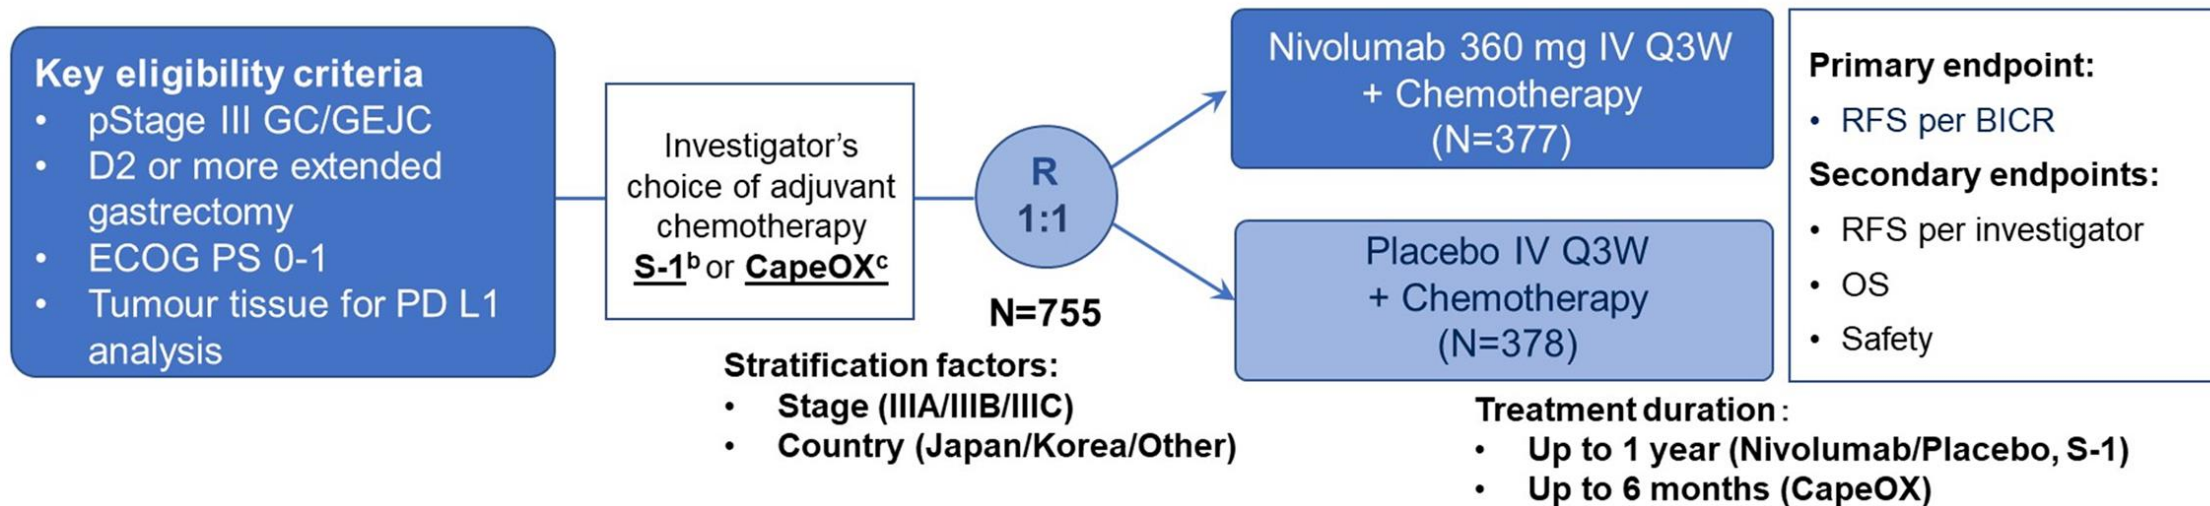 Key eligibility criteria
• pStage III GC/GEJC
• D2 or more extended
gastrectomy
• ECOG PS 0-1
• Tumour tissue for PD L1
analysis
Investigator's
choice of adjuvant
chemotherapy
S-1ᵇ or CapeOXᶜ
R
1:1
N=755
Stratification factors:
• Stage (IIIA/IIIB/IIIC)
• Country (Japan/Korea/Other)
Nivolumab 360 mg IV Q3W
+ Chemotherapy
(N=377)
Placebo IV Q3W
+ Chemotherapy
(N=378)
Primary endpoint:
• RFS per BICR
Secondary endpoints:
• RFS per investigator
• OS
• Safety
Treatment duration:
• Up to 1 year (Nivolumab/Placebo, S-1)
• Up to 6 months (CapeOX)